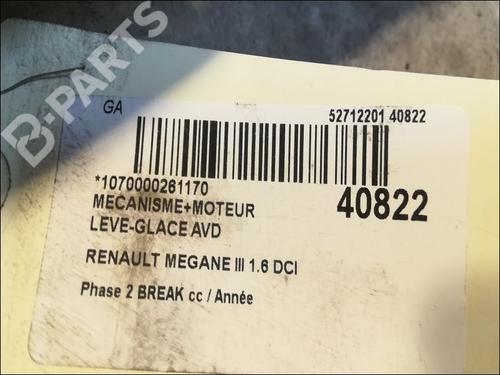 B-PARTS
GA
52712201 40822
*1070000261170
MECANISME+MOTEUR
LEVE-GLACE AVD
40822
RENAULT MEGANE III 1.6 DCI
Phase 2 BREAK cc / Année